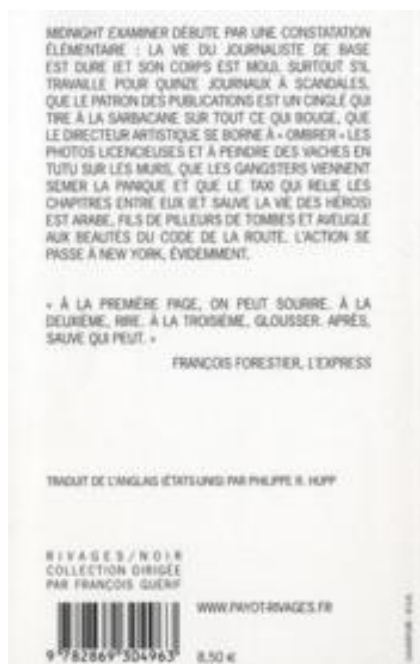 MIDNIGHT EXAMINER DÉBUTE PAR UNE CONSTATATION
ÉLÉMENTAIRE : LA VIE DU JOURNALISTE DE BASE
EST DURE (ET SON CORPS EST MOU). SURTOUT S'IL
TRAVAILLE POUR QUINZE JOURNAUX À SCANDALES,
QUE LE PATRON DES PUBLICATIONS EST UN CINGLÉ QUI
TIRE À LA SARBACANE SUR TOUT CE QUI BOUGE, QUE
LE DIRECTEUR ARTISTIQUE SE BORNE À « OMBRER » LES
PHOTOS LICENCIEUSES ET À PEINDRE DES VACHES EN
TUTU SUR LES MURS, QUE LES GANGSTERS VIENNENT
SEMER LA PANIQUE ET QUE LE TAXI QUI RELIE LES
CHAPITRES ENTRE EUX (ET SAUVE LA VIE DES HÉROS)
EST ARABE, FILS DE PILLEURS DE TOMBES ET AVEUGLE
AUX BEAUTÉS DU CODE DE LA ROUTE. L'ACTION SE
PASSE À NEW YORK, ÉVIDEMMENT.
« À LA PREMIÈRE PAGE, ON PEUT SOURIRE. À LA
DEUXIÈME, RIRE. À LA TROISIÈME, GLOUSSER. APRÈS,
SAUVE QUI PEUT. »
FRANÇOIS FORESTIER, L'EXPRESS
TRADUIT DE L'ANGLAIS (ÉTATS-UNIS) PAR PHILIPPE R. HUPP
RIVAGES/NOIR
COLLECTION DIRIGÉE
PAR FRANÇOIS GUÉRIF
WWW.PAYOT-RIVAGES.FR
9 782869 304963
8,50 €